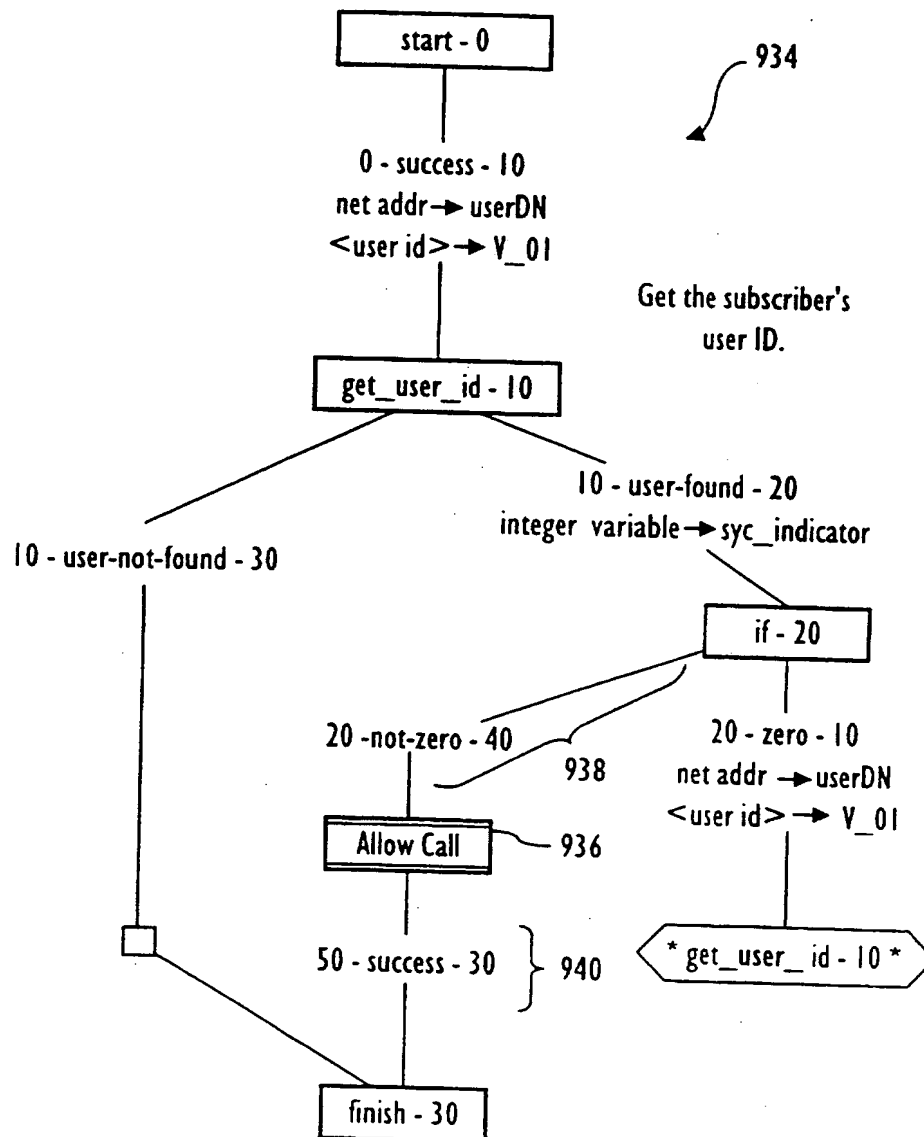 start - 0
934
0 - success - 10
net addr → userDN
<user id> → V_01
Get the subscriber's
user ID.
get_user_id - 10
10 - user-found - 20
integer variable → syc_indicator
10 - user-not-found - 30
if - 20
20 -not-zero - 40
938
20 - zero - 10
net addr → userDN
<user id> → V_01
Allow Call
936
* get_user_ id - 10 *
50 - success - 30
940
finish - 30